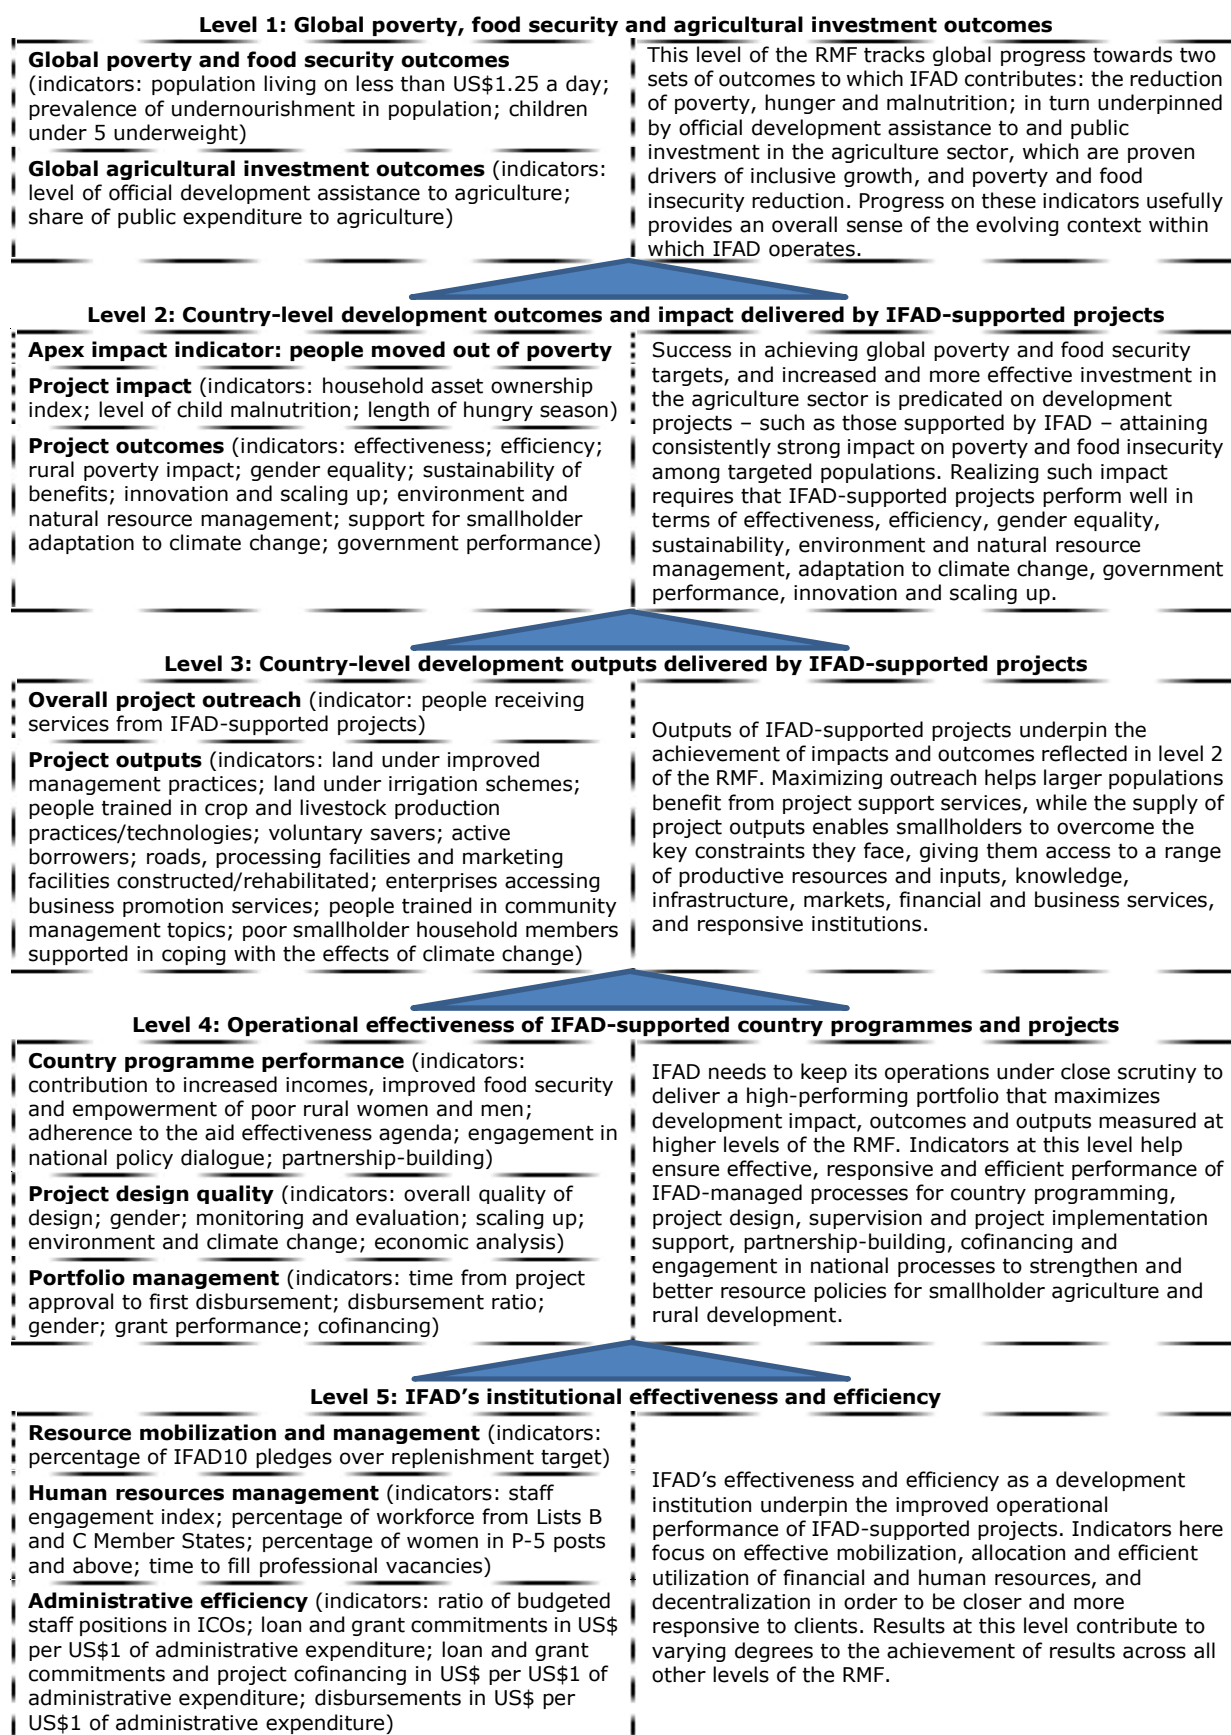 Level 1: Global poverty, food security and agricultural investment outcomes
Global poverty and food security outcomes
(indicators: population living on less than US$1.25 a day;
prevalence of undernourishment in population; children
under 5 underweight)
Global agricultural investment outcomes (indicators:
level of official development assistance to agriculture;
share of public expenditure to agriculture)
This level of the RMF tracks global progress towards two
sets of outcomes to which IFAD contributes: the reduction
of poverty, hunger and malnutrition; in turn underpinned
by official development assistance to and public
investment in the agriculture sector, which are proven
drivers of inclusive growth, and poverty and food
insecurity reduction. Progress on these indicators usefully
provides an overall sense of the evolving context within
which IFAD operates.
Level 2: Country-level development outcomes and impact delivered by IFAD-supported projects
Apex impact indicator: people moved out of poverty
Project impact (indicators: household asset ownership
index; level of child malnutrition; length of hungry season)
Project outcomes (indicators: effectiveness; efficiency;
rural poverty impact; gender equality; sustainability of
benefits; innovation and scaling up; environment and
natural resource management; support for smallholder
adaptation to climate change; government performance)
Success in achieving global poverty and food security
targets, and increased and more effective investment in
the agriculture sector is predicated on development
projects – such as those supported by IFAD – attaining
consistently strong impact on poverty and food insecurity
among targeted populations. Realizing such impact
requires that IFAD-supported projects perform well in
terms of effectiveness, efficiency, gender equality,
sustainability, environment and natural resource
management, adaptation to climate change, government
performance, innovation and scaling up.
Level 3: Country-level development outputs delivered by IFAD-supported projects
Overall project outreach (indicator: people receiving
services from IFAD-supported projects)
Project outputs (indicators: land under improved
management practices; land under irrigation schemes;
people trained in crop and livestock production
practices/technologies; voluntary savers; active
borrowers; roads, processing facilities and marketing
facilities constructed/rehabilitated; enterprises accessing
business promotion services; people trained in community
management topics; poor smallholder household members
supported in coping with the effects of climate change)
Outputs of IFAD-supported projects underpin the
achievement of impacts and outcomes reflected in level 2
of the RMF. Maximizing outreach helps larger populations
benefit from project support services, while the supply of
project outputs enables smallholders to overcome the
key constraints they face, giving them access to a range
of productive resources and inputs, knowledge,
infrastructure, markets, financial and business services,
and responsive institutions.
Level 4: Operational effectiveness of IFAD-supported country programmes and projects
Country programme performance (indicators:
contribution to increased incomes, improved food security
and empowerment of poor rural women and men;
adherence to the aid effectiveness agenda; engagement in
national policy dialogue; partnership-building)
Project design quality (indicators: overall quality of
design; gender; monitoring and evaluation; scaling up;
environment and climate change; economic analysis)
Portfolio management (indicators: time from project
approval to first disbursement; disbursement ratio;
gender; grant performance; cofinancing)
IFAD needs to keep its operations under close scrutiny to
deliver a high-performing portfolio that maximizes
development impact, outcomes and outputs measured at
higher levels of the RMF. Indicators at this level help
ensure effective, responsive and efficient performance of
IFAD-managed processes for country programming,
project design, supervision and project implementation
support, partnership-building, cofinancing and
engagement in national processes to strengthen and
better resource policies for smallholder agriculture and
rural development.
Level 5: IFAD's institutional effectiveness and efficiency
Resource mobilization and management (indicators:
percentage of IFAD10 pledges over replenishment target)
Human resources management (indicators: staff
engagement index; percentage of workforce from Lists B
and C Member States; percentage of women in P-5 posts
and above; time to fill professional vacancies)
Administrative efficiency (indicators: ratio of budgeted
staff positions in ICOs; loan and grant commitments in US$
per US$1 of administrative expenditure; loan and grant
commitments and project cofinancing in US$ per US$1 of
administrative expenditure; disbursements in US$ per
US$1 of administrative expenditure)
IFAD's effectiveness and efficiency as a development
institution underpin the improved operational
performance of IFAD-supported projects. Indicators here
focus on effective mobilization, allocation and efficient
utilization of financial and human resources, and
decentralization in order to be closer and more
responsive to clients. Results at this level contribute to
varying degrees to the achievement of results across all
other levels of the RMF.